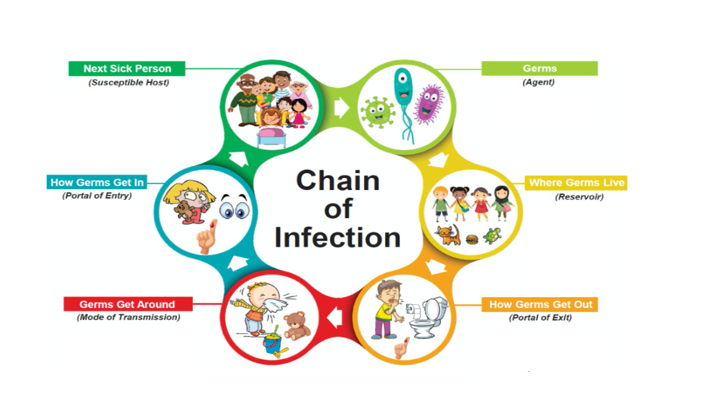 Next Sick Person
(Susceptible Host)
Germs
(Agent)
How Germs Get In
(Portal of Entry)
Chain
of
Infection
Where Germs Live
(Reservoir)
Germs Get Around
(Mode of Transmission)
How Germs Get Out
(Portal of Exit)